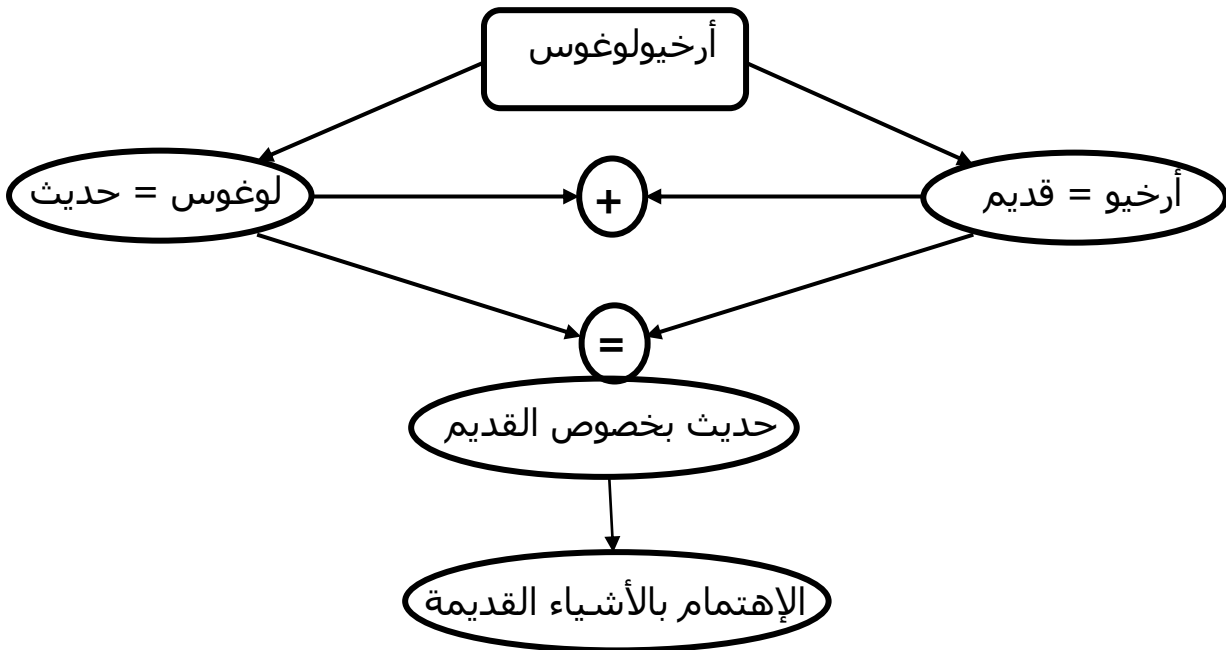 أرخيولوغوس
أرخيو = قديم
+
لوغوس = حديث
=
حديث بخصوص القديم
الإهتمام بالأشياء القديمة